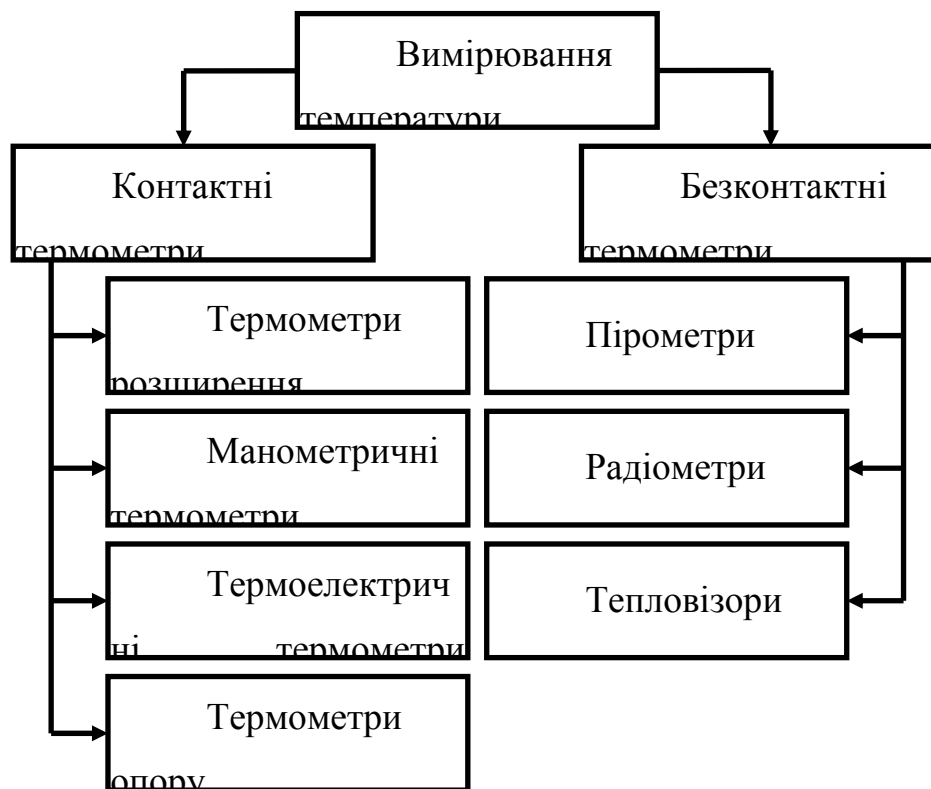 Вимірювання
температури
Контактні
термометри
Безконтактні
термометри
Термометри
розширення
Пірометри
Манометричні
термометри
Радіометри
Термоелектрич
ні термометри
Тепловізори
Термометри
опору